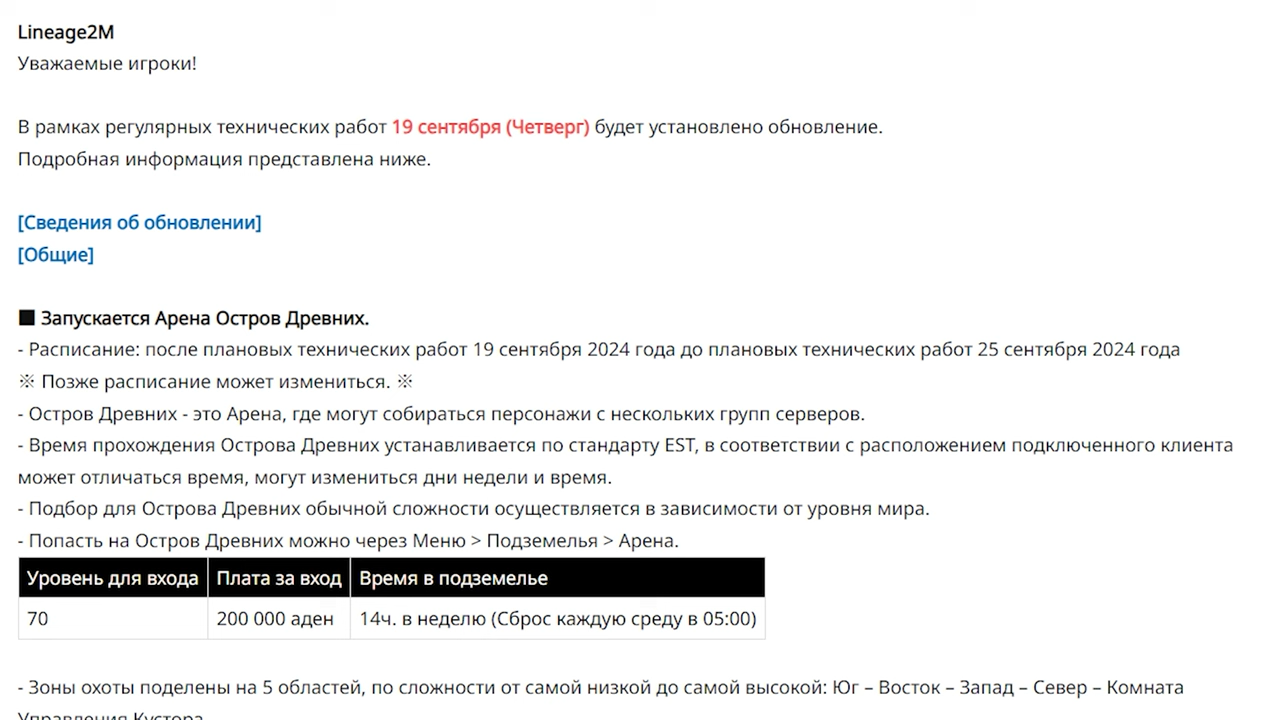 Lineage2M
Уважаемые игроки!
В рамках регулярных технических работ 19 сентября (Четверг) будет установлено обновление.
Подробная информация представлена ниже.
[Сведения об обновлении]
[Общие]
■ Запускается Арена Остров Древних.
- Расписание: после плановых технических работ 19 сентября 2024 года до плановых технических работ 25 сентября 2024 года
※ Позже расписание может измениться. ※
- Остров Древних - это Арена, где могут собираться персонажи с нескольких групп серверов.
- Время прохождения Острова Древних устанавливается по стандарту EST, в соответствии с расположением подключенного клиента
может отличаться время, могут измениться дни недели и время.
- Подбор для Острова Древних обычной сложности осуществляется в зависимости от уровня мира.
- Попасть на Остров Древних можно через Меню > Подземелья > Арена.
Уровень для входа Плата за вход Время в подземелье
70 200 000 аден 14ч. в неделю (Сброс каждую среду в 05:00)
- Зоны охоты поделены на 5 областей, по сложности от самой низкой до самой высокой: Юг – Восток – Запад – Север – Комната
Управления Кустора